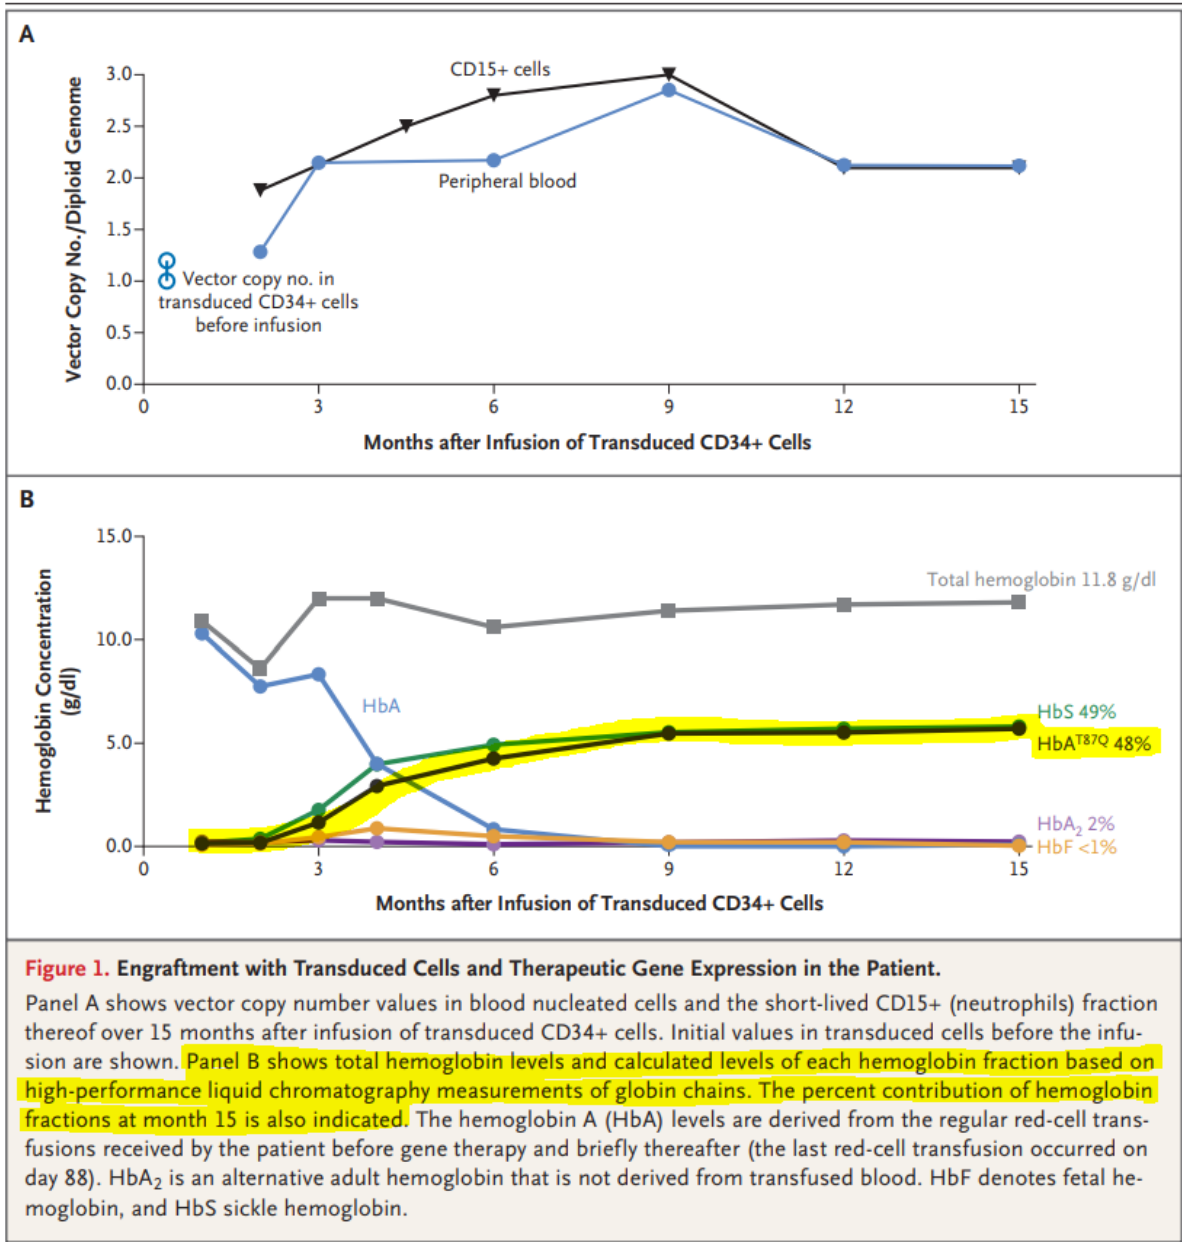 A
3.0
2.5
2.0
1.5
1.0
0.5
0.0
Vector Copy No./Diploid Genome
CD15+ cells
Peripheral blood
Vector copy no. in
transduced CD34+ cells
before infusion
0 3 6 9 12 15
Months after Infusion of Transduced CD34+ Cells
B
15.0
10.0
5.0
0.0
Hemoglobin Concentration
(g/dl)
Total hemoglobin 11.8 g/dl
HbA
HbS 49%
HbAᵀ⁸⁷Q 48%
HbA₂ 2%
HbF <1%
0 3 6 9 12 15
Months after Infusion of Transduced CD34+ Cells
Figure 1. Engraftment with Transduced Cells and Therapeutic Gene Expression in the Patient.
Panel A shows vector copy number values in blood nucleated cells and the short-lived CD15+ (neutrophils) fraction
thereof over 15 months after infusion of transduced CD34+ cells. Initial values in transduced cells before the infu-
sion are shown. Panel B shows total hemoglobin levels and calculated levels of each hemoglobin fraction based on
high-performance liquid chromatography measurements of globin chains. The percent contribution of hemoglobin
fractions at month 15 is also indicated. The hemoglobin A (HbA) levels are derived from the regular red-cell trans-
fusions received by the patient before gene therapy and briefly thereafter (the last red-cell transfusion occurred on
day 88). HbA₂ is an alternative adult hemoglobin that is not derived from transfused blood. HbF denotes fetal he-
moglobin, and HbS sickle hemoglobin.